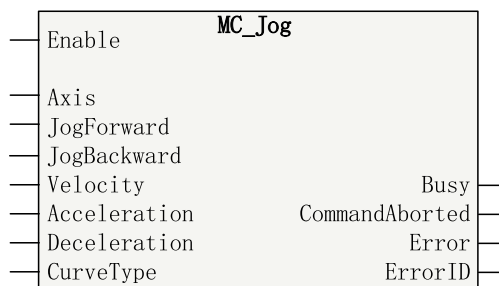 MC_Jog
Enable
Axis
JogForward
JogBackward
Velocity Busy
Acceleration CommandAborted
Deceleration Error
CurveType ErrorID